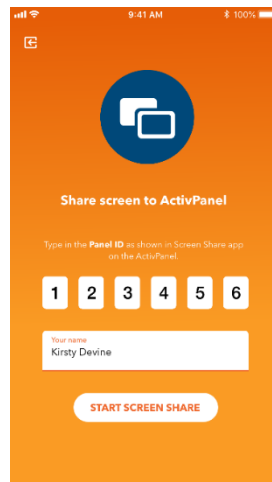 9:41 AM 100%
Share screen to ActivPanel
Type in the Panel ID as shown in Screen Share app
on the ActivPanel.
1 2 3 4 5 6
Your name
Kirsty Devine
START SCREEN SHARE